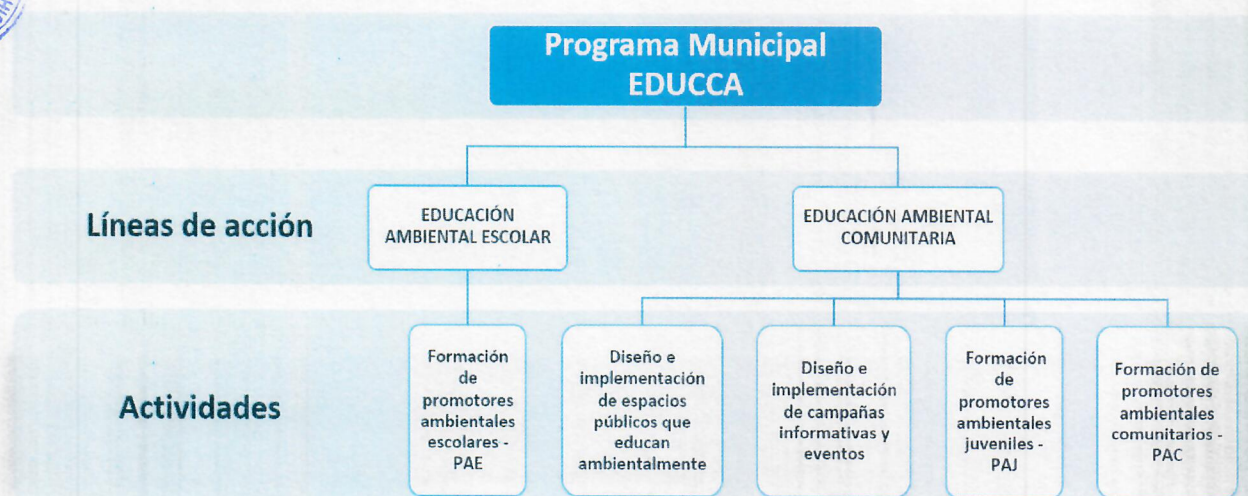 Programa Municipal
EDUCCA
Líneas de acción
EDUCACIÓN
AMBIENTAL ESCOLAR
EDUCACIÓN AMBIENTAL
COMUNITARIA
Actividades
Formación
de
promotores
ambientales
escolares -
PAE
Diseño e
implementación
de espacios
públicos que
educan
ambientalmente
Diseño e
implementación
de campañas
informativas y
eventos
Formación
de
promotores
ambientales
juveniles -
PAJ
Formación de
promotores
ambientales
comunitarios -
PAC